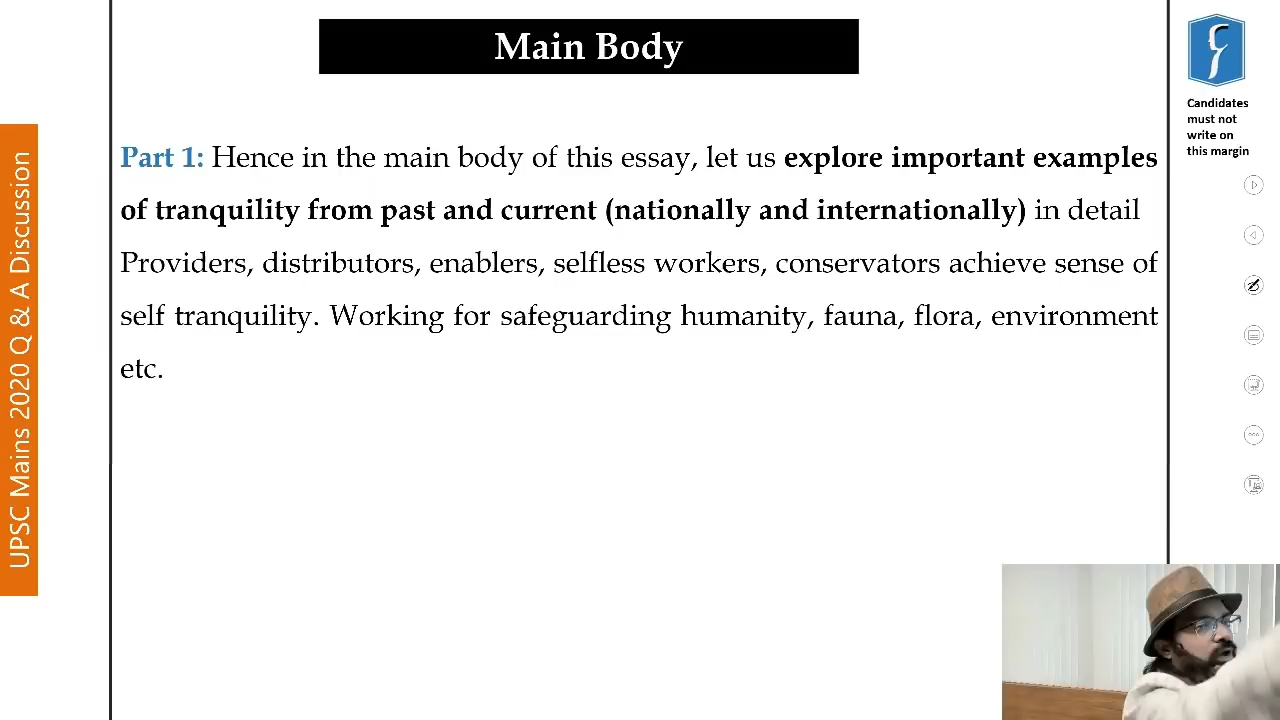 Main Body
Candidates
must not
write on
this margin
UPSC Mains 2020 Q & A Discussion
Part 1: Hence in the main body of this essay, let us explore important examples
of tranquility from past and current (nationally and internationally) in detail
Providers, distributors, enablers, selfless workers, conservators achieve sense of
self tranquility. Working for safeguarding humanity, fauna, flora, environment
etc.